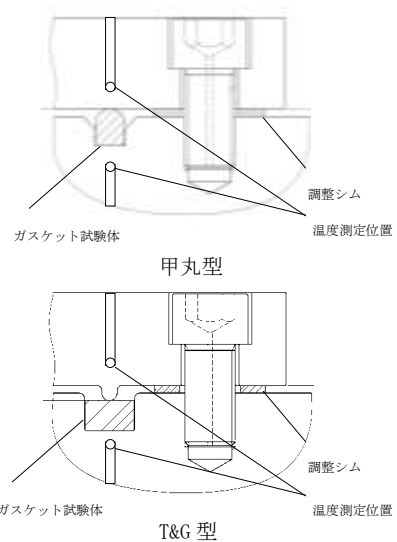 調整シム
ガスケット試験体
温度測定位置
甲丸型
調整シム
ガスケット試験体
温度測定位置
T&G 型